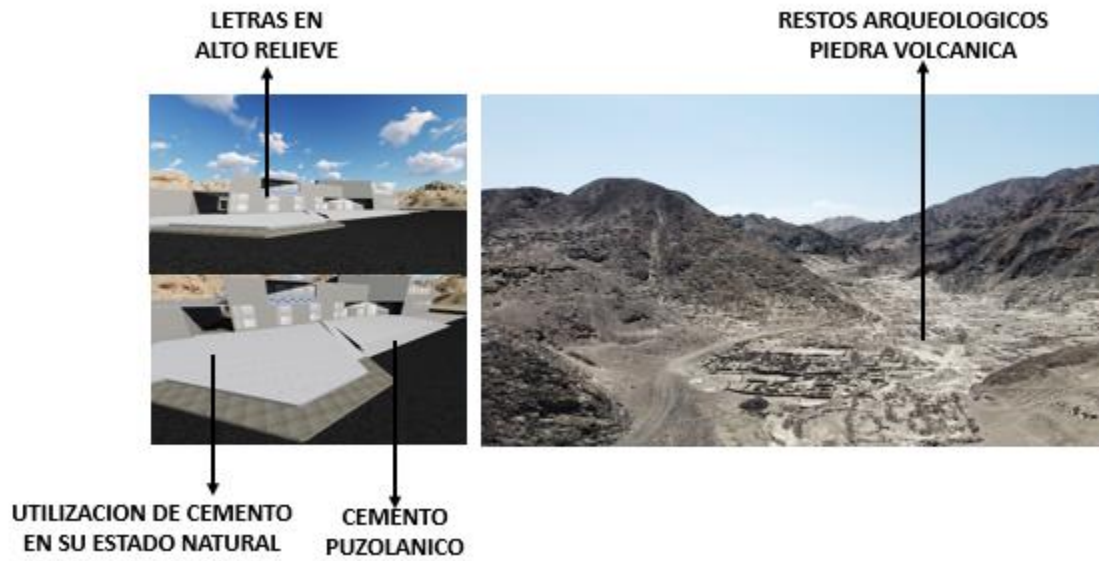 LETRAS EN
ALTO RELIEVE
RESTOS ARQUEOLOGICOS
PIEDRA VOLCANICA
UTILIZACION DE CEMENTO
EN SU ESTADO NATURAL
CEMENTO
PUZOLANICO